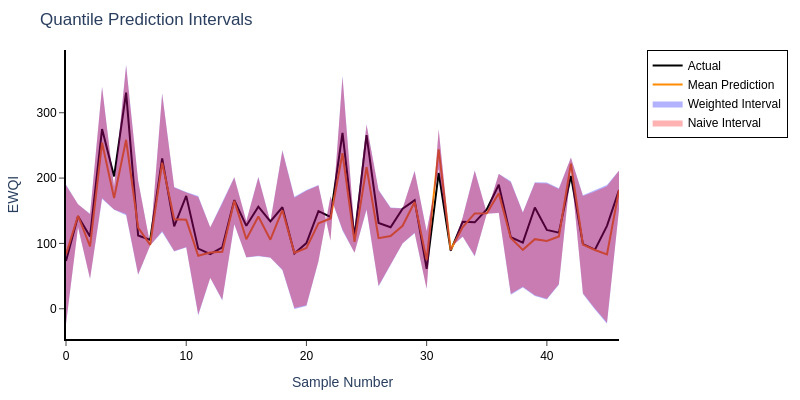 Quantile Prediction Intervals
EWQI
300
200
100
0
0
10
20
30
40
Sample Number
Actual
Mean Prediction
Weighted Interval
Naive Interval